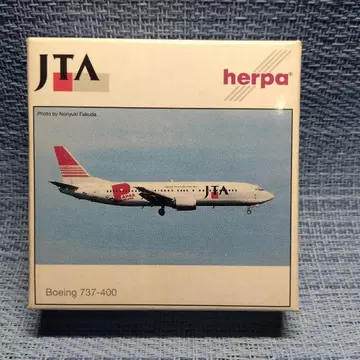 JTA
herpa®
Photo by Noriyuki Fukuda
JTA
Boeing 737-400